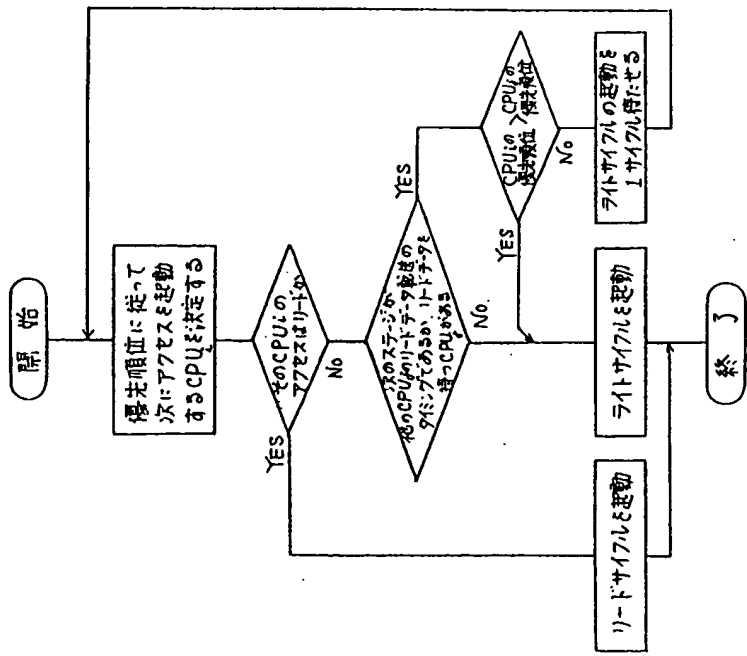 開始
優先順位に従って
次にアクセスを起動
するCPUiを決定する
そのCPUiの
アクセスはリードか
YES
NO
次のステージが
他のCPUjのリードデータ転送の
タイミングであるか、リードデータを
待つCPUjがある
YES
NO.
CPUiの
優先順位 > CPUjの
優先順位
YES
NO
リードサイクルを起動
ライトサイクルを起動
ライトサイクルの起動を
1サイクル待たせる
終了